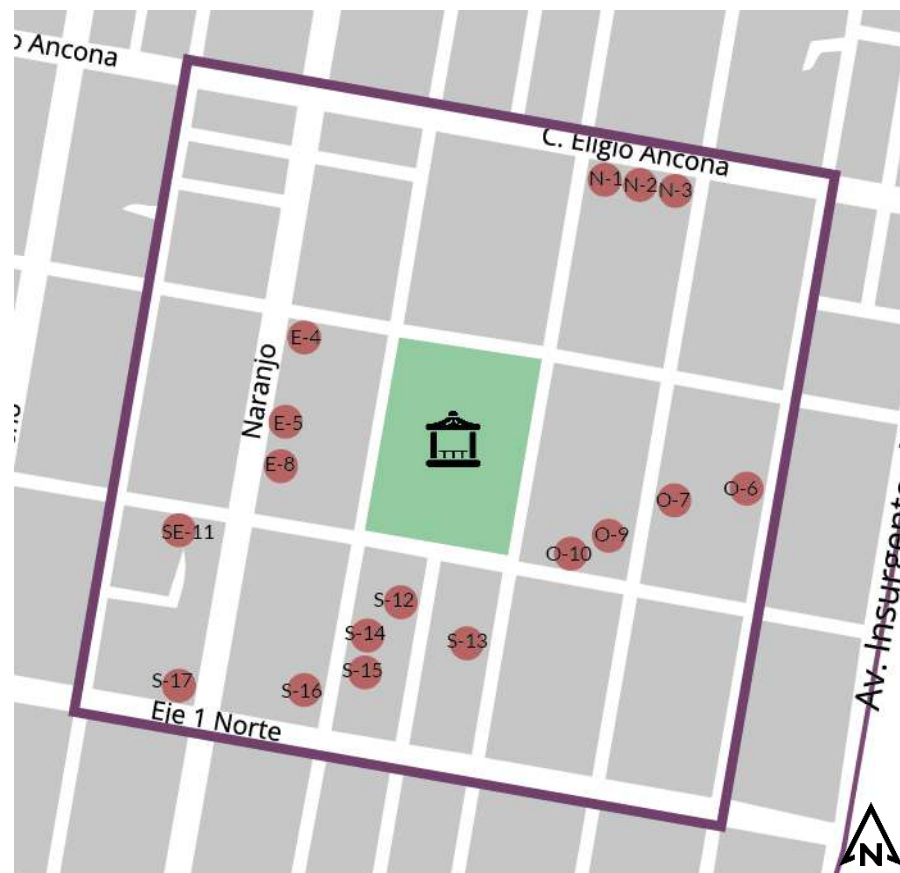 o Ancona
C. Eligio Ancona
N-1
N-2
N-3
E-4
Naranjo
E-5
E-8
O-6
O-7
O-9
O-10
SE-11
S-12
S-14
S-13
S-15
S-17
S-16
Eje 1 Norte
Av. Insurgente
N